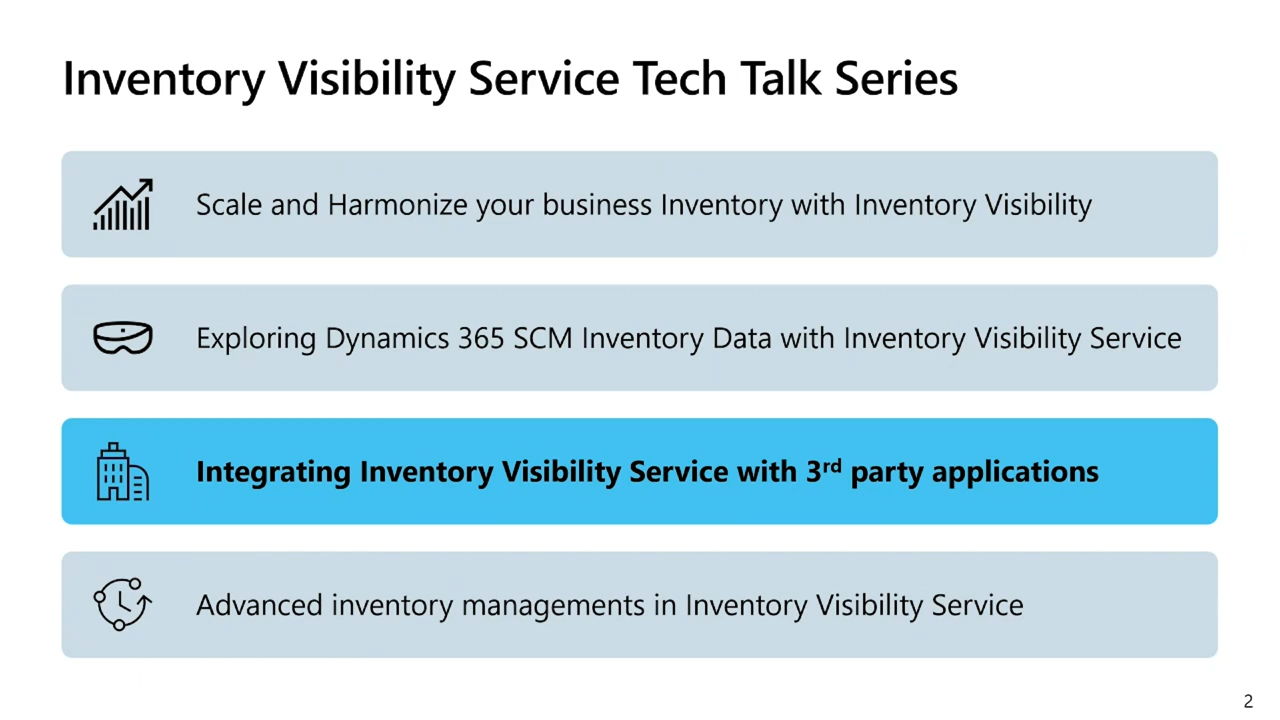 Inventory Visibility Service Tech Talk Series
Scale and Harmonize your business Inventory with Inventory Visibility
Exploring Dynamics 365 SCM Inventory Data with Inventory Visibility Service
Integrating Inventory Visibility Service with 3rd party applications
Advanced inventory managements in Inventory Visibility Service
2